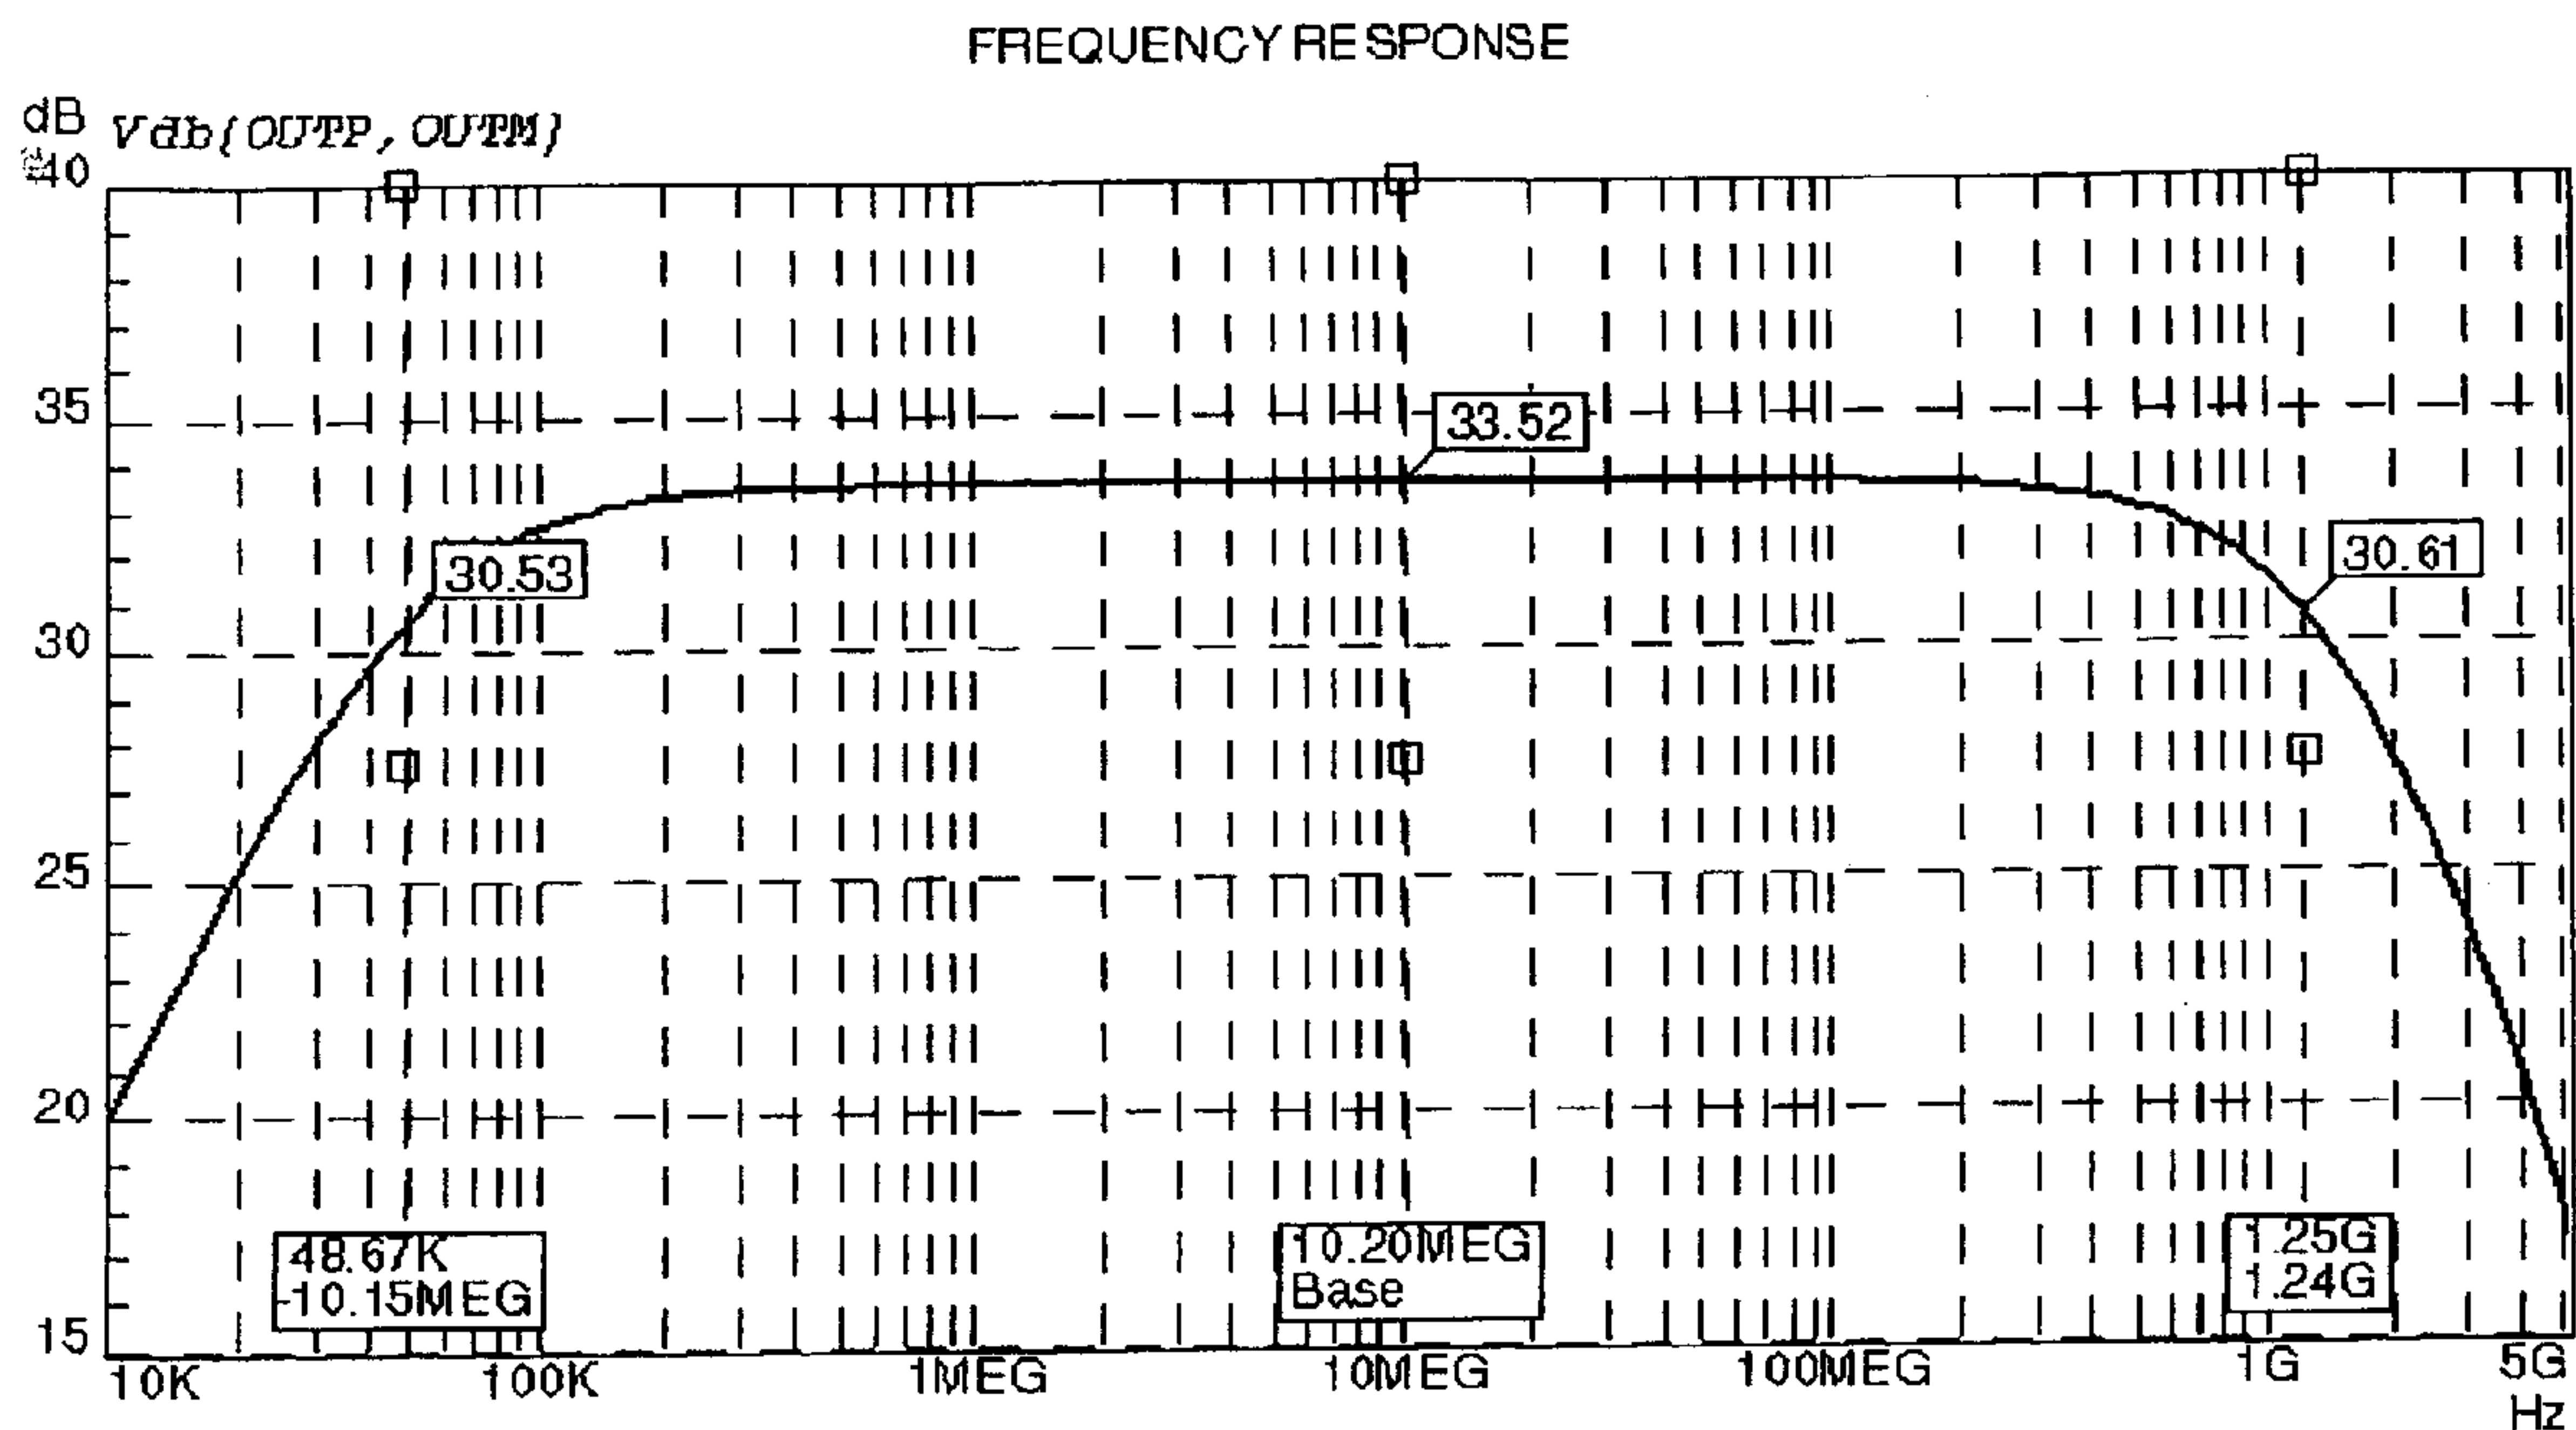 FREQUENCY RESPONSE
dB Vdb{OUTP,OUTM}
40
35
33.52
30.61
30.53
30
25
20
48.67K
-10.15MEG
10.20MEG
Base
1.25G
1.24G
15
10K 100K 1MEG 10MEG 100MEG 1G 5G
Hz